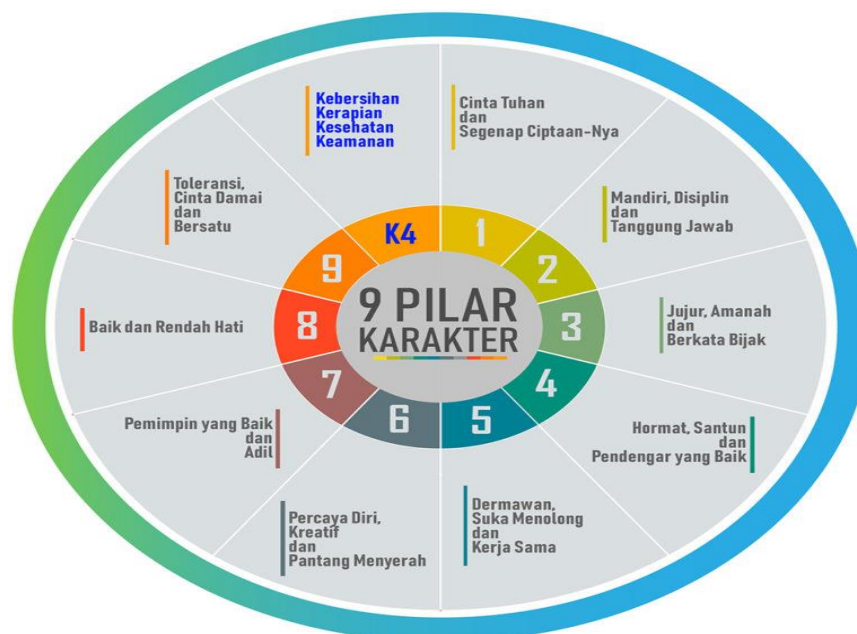 9 PILAR
KARAKTER
1
Cinta Tuhan
dan
Segenap Ciptaan-Nya
2
Mandiri, Disiplin
dan
Tanggung Jawab
3
Jujur, Amanah
dan
Berkata Bijak
4
Hormat, Santun
dan
Pendengar yang Baik
5
Dermawan,
Suka Menolong
dan
Kerja Sama
6
Percaya Diri,
Kreatif
dan
Pantang Menyerah
7
Pemimpin yang Baik
dan
Adil
8
Baik dan Rendah Hati
9
Toleransi,
Cinta Damai
dan
Bersatu
K4
Kebersihan
Kerapian
Kesehatan
Keamanan